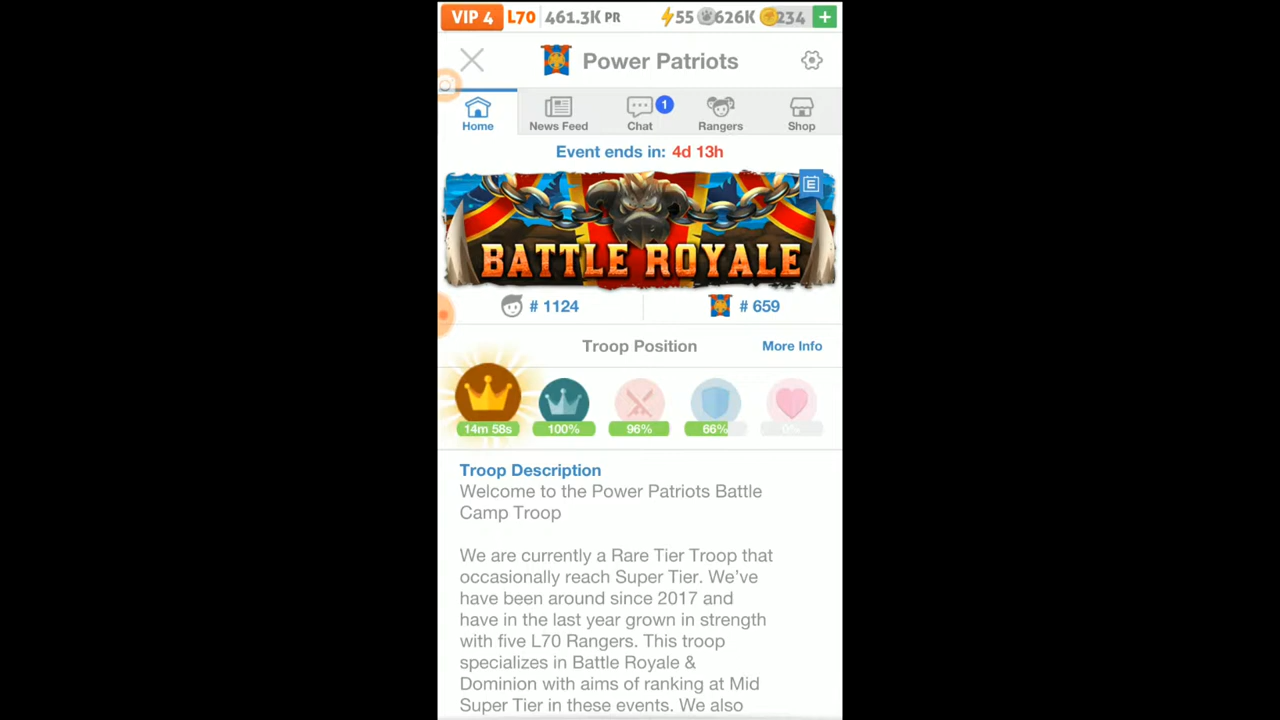 VIP 4 L70 461.3K PR 55 626K 234 +
Power Patriots
Home News Feed Chat 1 Rangers Shop
Event ends in: 4d 13h
E
BATTLE ROYALE
# 1124 # 659
Troop Position More Info
14m 58s 100% 96% 66% 0%
Troop Description
Welcome to the Power Patriots Battle
Camp Troop
We are currently a Rare Tier Troop that
occasionally reach Super Tier. We’ve
have been around since 2017 and
have in the last year grown in strength
with five L70 Rangers. This troop
specializes in Battle Royale &
Dominion with aims of ranking at Mid
Super Tier in these events. We also